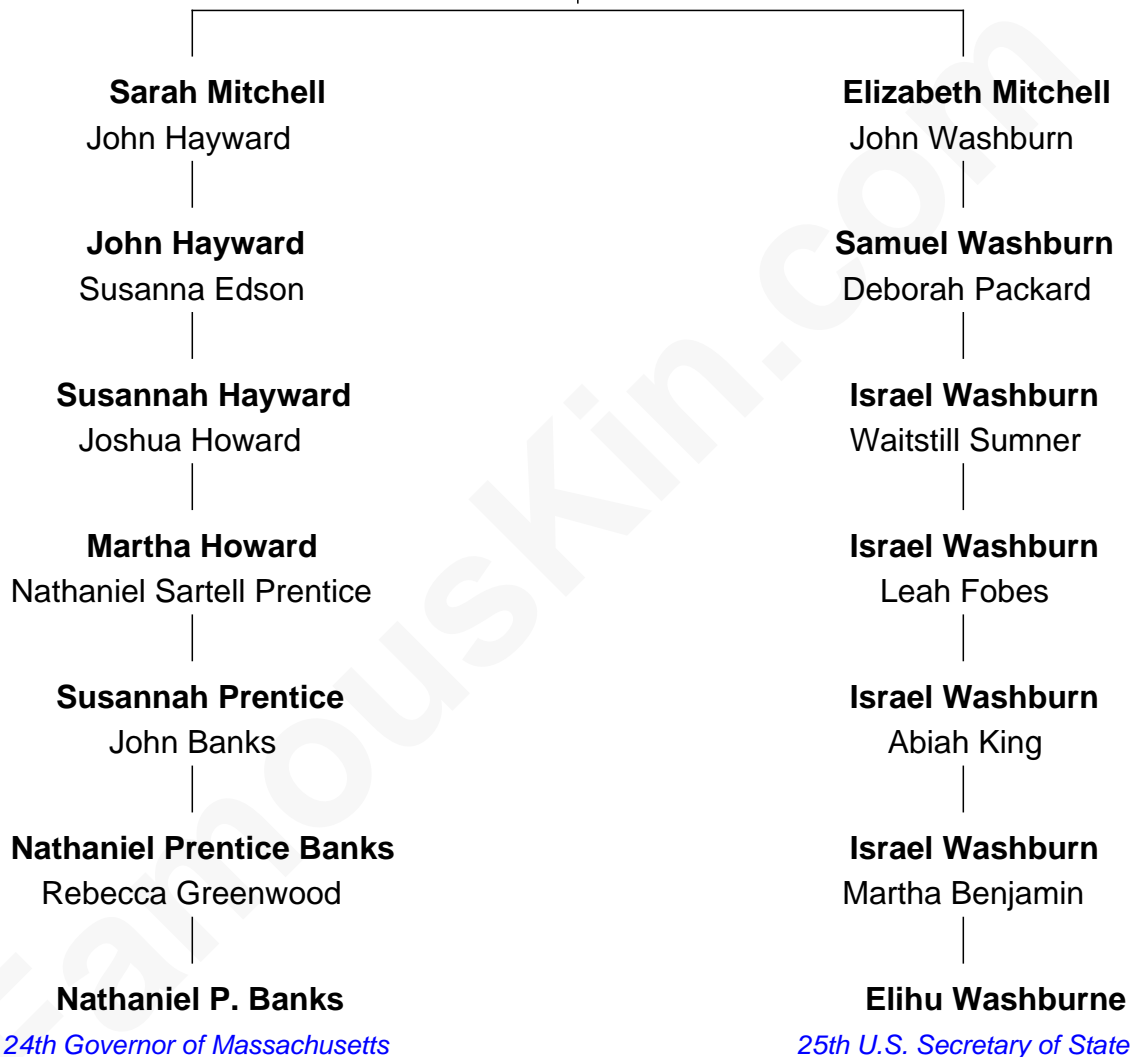 Sarah Mitchell
John Hayward
John Hayward
Susanna Edson
Susannah Hayward
Joshua Howard
Martha Howard
Nathaniel Sartell Prentice
Susannah Prentice
John Banks
Nathaniel Prentice Banks
Rebecca Greenwood
Nathaniel P. Banks
24th Governor of Massachusetts
Elizabeth Mitchell
John Washburn
Samuel Washburn
Deborah Packard
Israel Washburn
Waitstill Sumner
Israel Washburn
Leah Fobes
Israel Washburn
Abiah King
Israel Washburn
Martha Benjamin
Elihu Washburne
25th U.S. Secretary of State
FamousKin.com